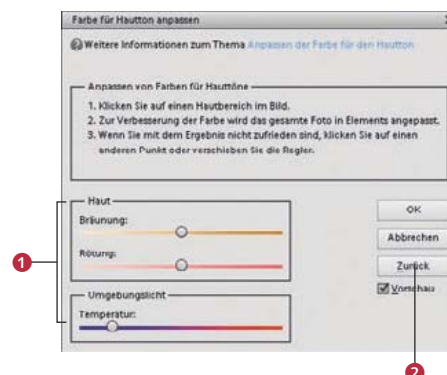 Farbe für Hautton anpassen
Weitere Informationen zum Thema Anpassen der Farbe für den Hautton
Anpassen von Farben für Hauttöne
1. Klicken Sie auf einen Hautbereich im Bild.
2. Zur Verbesserung der Farbe wird das gesamte Foto in Elements angepasst.
3. Wenn Sie mit dem Ergebnis nicht zufrieden sind, klicken Sie auf einen
anderen Punkt oder verschieben Sie die Regler.
Haut
Bräunung:
Rötung:
Umgebungslicht
Temperatur:
OK
Abbrechen
Zurück
Vorschau
1
2